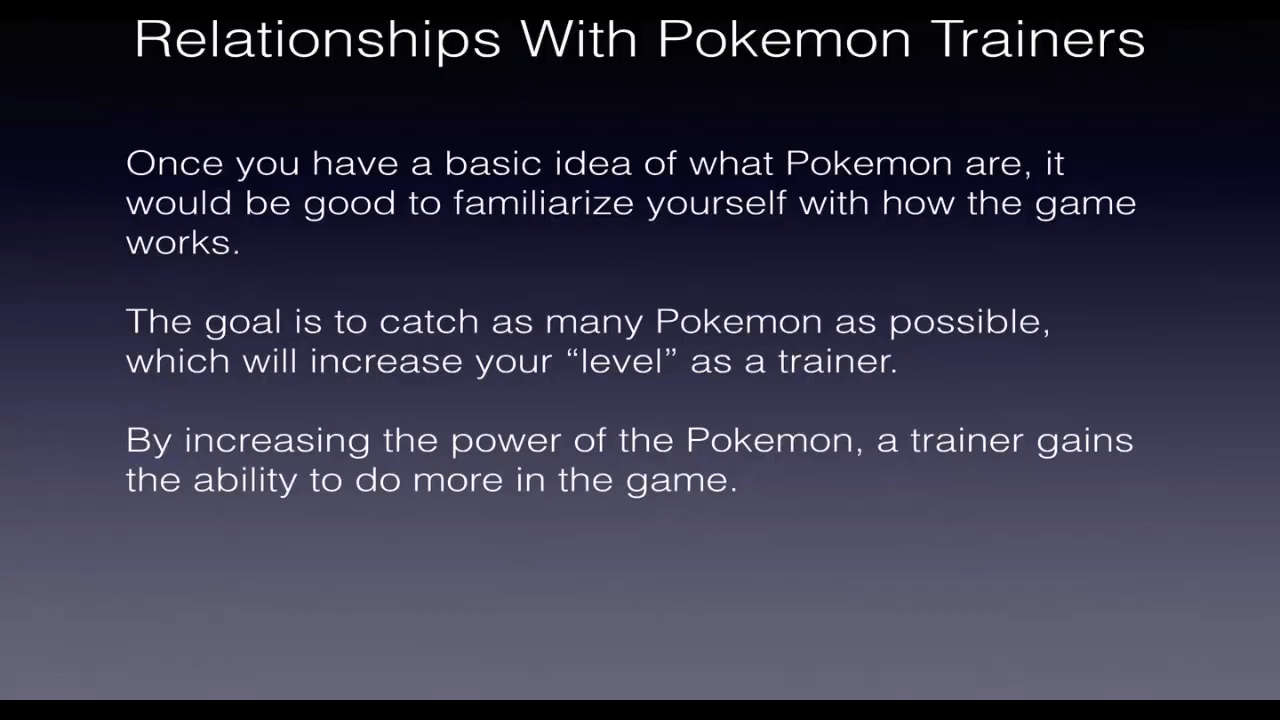 Relationships With Pokemon Trainers
Once you have a basic idea of what Pokemon are, it
would be good to familiarize yourself with how the game
works.
The goal is to catch as many Pokemon as possible,
which will increase your “level” as a trainer.
By increasing the power of the Pokemon, a trainer gains
the ability to do more in the game.